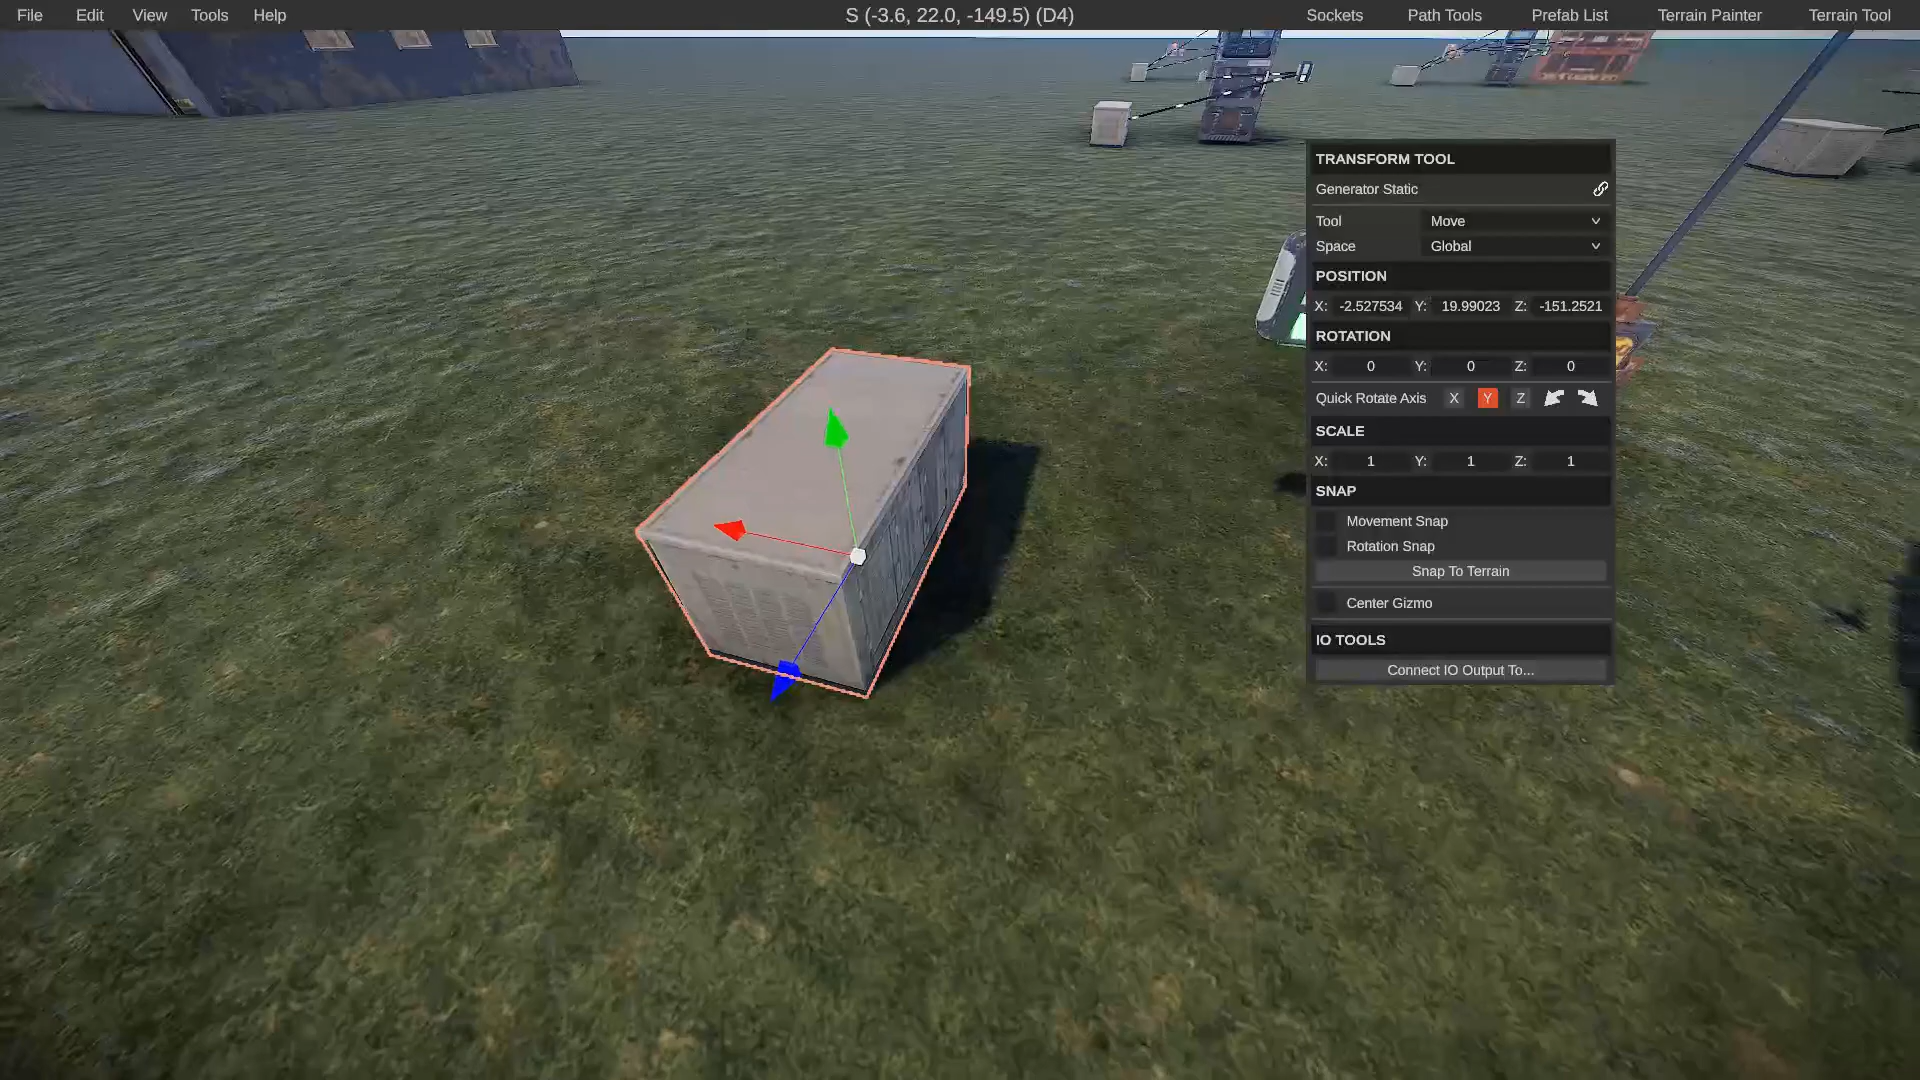 File Edit View Tools Help S (-3.6, 22.0, -149.5) (D4) Sockets Path Tools Prefab List Terrain Painter Terrain Tool
TRANSFORM TOOL
Generator Static
Tool Move
Space Global
POSITION
X: -2.527534 Y: 19.99023 Z: -151.2521
ROTATION
X: 0 Y: 0 Z: 0
Quick Rotate Axis X Y Z
SCALE
X: 1 Y: 1 Z: 1
SNAP
Movement Snap
Rotation Snap
Snap To Terrain
Center Gizmo
IO TOOLS
Connect IO Output To...